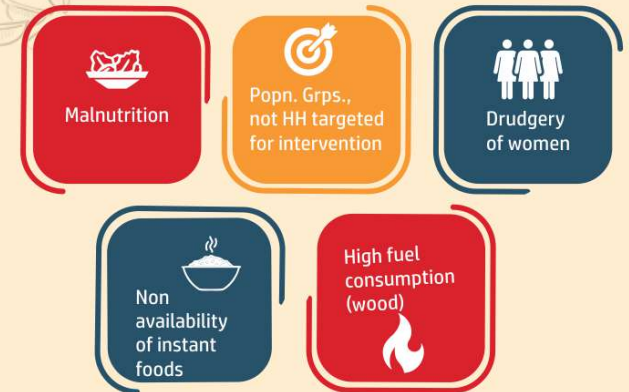 Malnutrition
Popn. Grps.,
not HH targeted
for intervention
Drudgery
of women
Non
availability
of instant
foods
High fuel
consumption
(wood)